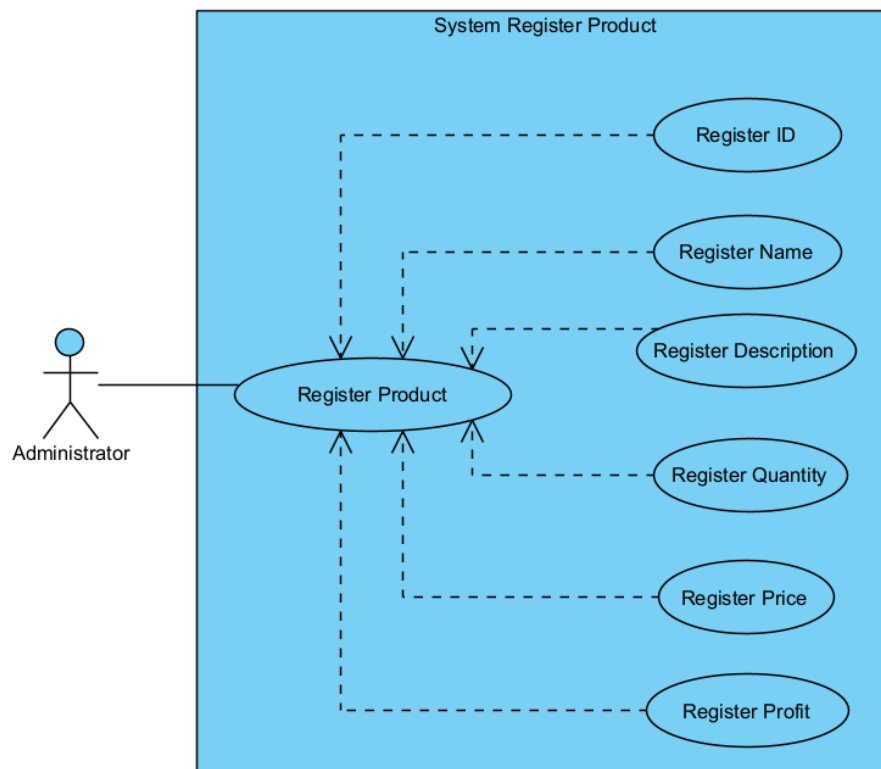 System Register Product
Register ID
Register Name
Register Description
Register Product
Administrator
Register Quantity
Register Price
Register Profit